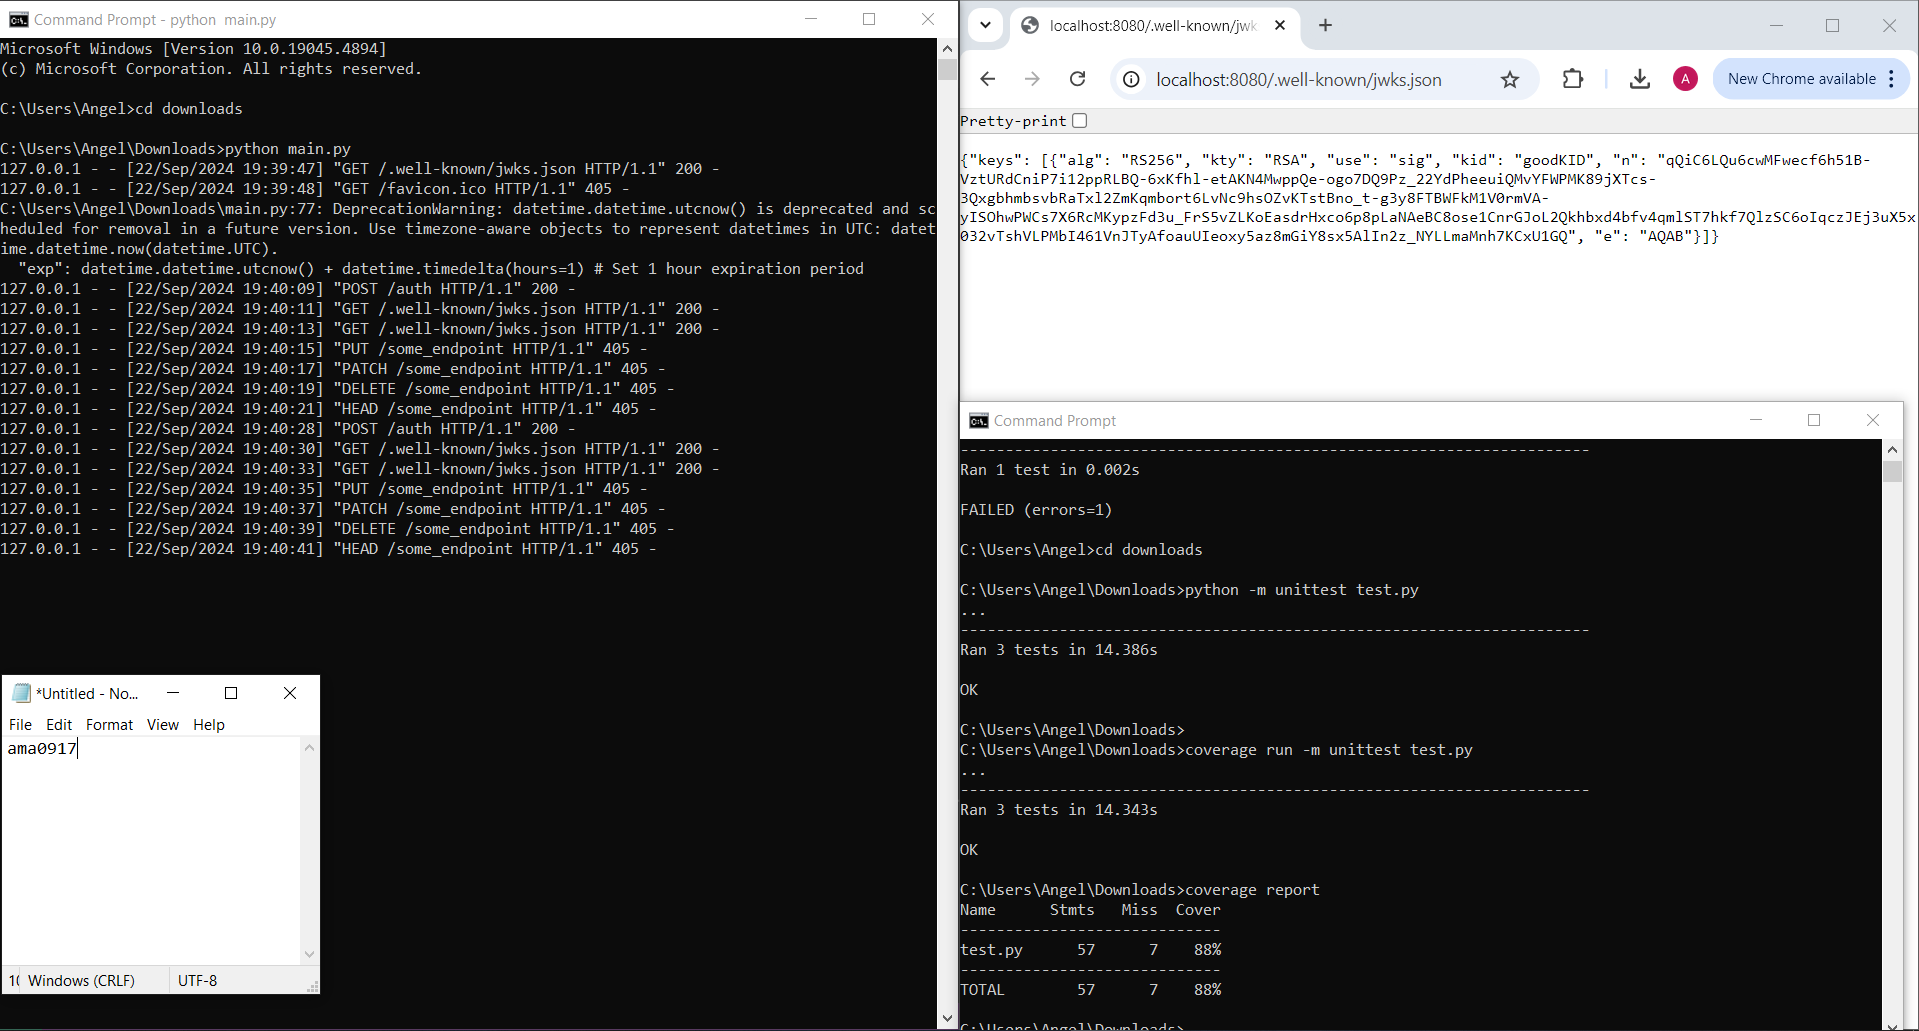 Command Prompt - python  main.py
Microsoft Windows [Version 10.0.19045.4894]
(c) Microsoft Corporation. All rights reserved.
C:\Users\Angel>cd downloads
C:\Users\Angel\Downloads>python main.py
127.0.0.1 - - [22/Sep/2024 19:39:47] "GET /.well-known/jwks.json HTTP/1.1" 200 -
127.0.0.1 - - [22/Sep/2024 19:39:48] "GET /favicon.ico HTTP/1.1" 405 -
C:\Users\Angel\Downloads\main.py:77: DeprecationWarning: datetime.datetime.utcnow() is deprecated and sc
heduled for removal in a future version. Use timezone-aware objects to represent datetimes in UTC: datet
ime.datetime.now(datetime.UTC).
"exp": datetime.datetime.utcnow() + datetime.timedelta(hours=1) # Set 1 hour expiration period
127.0.0.1 - - [22/Sep/2024 19:40:09] "POST /auth HTTP/1.1" 200 -
127.0.0.1 - - [22/Sep/2024 19:40:11] "GET /.well-known/jwks.json HTTP/1.1" 200 -
127.0.0.1 - - [22/Sep/2024 19:40:13] "GET /.well-known/jwks.json HTTP/1.1" 200 -
127.0.0.1 - - [22/Sep/2024 19:40:15] "PUT /some_endpoint HTTP/1.1" 405 -
127.0.0.1 - - [22/Sep/2024 19:40:17] "PATCH /some_endpoint HTTP/1.1" 405 -
127.0.0.1 - - [22/Sep/2024 19:40:19] "DELETE /some_endpoint HTTP/1.1" 405 -
127.0.0.1 - - [22/Sep/2024 19:40:21] "HEAD /some_endpoint HTTP/1.1" 405 -
127.0.0.1 - - [22/Sep/2024 19:40:28] "POST /auth HTTP/1.1" 200 -
127.0.0.1 - - [22/Sep/2024 19:40:30] "GET /.well-known/jwks.json HTTP/1.1" 200 -
127.0.0.1 - - [22/Sep/2024 19:40:33] "GET /.well-known/jwks.json HTTP/1.1" 200 -
127.0.0.1 - - [22/Sep/2024 19:40:35] "PUT /some_endpoint HTTP/1.1" 405 -
127.0.0.1 - - [22/Sep/2024 19:40:37] "PATCH /some_endpoint HTTP/1.1" 405 -
127.0.0.1 - - [22/Sep/2024 19:40:39] "DELETE /some_endpoint HTTP/1.1" 405 -
127.0.0.1 - - [22/Sep/2024 19:40:41] "HEAD /some_endpoint HTTP/1.1" 405 -
*Untitled - No...
File Edit Format View Help
ama0917
10 Windows (CRLF) UTF-8
localhost:8080/.well-known/jwk
localhost:8080/.well-known/jwks.json A New Chrome available
Pretty-print
{"keys": [{"alg": "RS256", "kty": "RSA", "use": "sig", "kid": "goodKID", "n": "qQiC6LQu6cwMFwecf6h51B-
VztURdCniP7i12ppRLBQ-6xKfhl-etAKN4MwppQe-ogo7DQ9Pz_22YdPheeuiQMvYFWPMK89jXTcs-
3QxgbhmbsvbRaTxl2ZmKqmbort6LvNc9hsOZvKTstBno_t-g3y8FTBWFkM1V0rmVA-
yISOhwPWCs7X6RcMKypzFd3u_FrS5vZLKoEasdrHxco6p8pLaNAeBC8ose1CnrGJoL2Qkhbxd4bfv4qmlST7hkf7QlzSC6oIqczJEj3uX5x
032vTshVLPMbI461VnJTyAfoauUIeoxy5az8mGiY8sx5AlIn2z_NYLLmaMnh7KCxU1GQ", "e": "AQAB"}]}
Command Prompt
----------------------------------------------------------------------
Ran 1 test in 0.002s
FAILED (errors=1)
C:\Users\Angel>cd downloads
C:\Users\Angel\Downloads>python -m unittest test.py
...
----------------------------------------------------------------------
Ran 3 tests in 14.386s
OK
C:\Users\Angel\Downloads>
C:\Users\Angel\Downloads>coverage run -m unittest test.py
...
----------------------------------------------------------------------
Ran 3 tests in 14.343s
OK
C:\Users\Angel\Downloads>coverage report
Name      Stmts   Miss  Cover
-----------------------------
test.py      57      7    88%
-----------------------------
TOTAL        57      7    88%
C:\Users\Angel\Downloads>